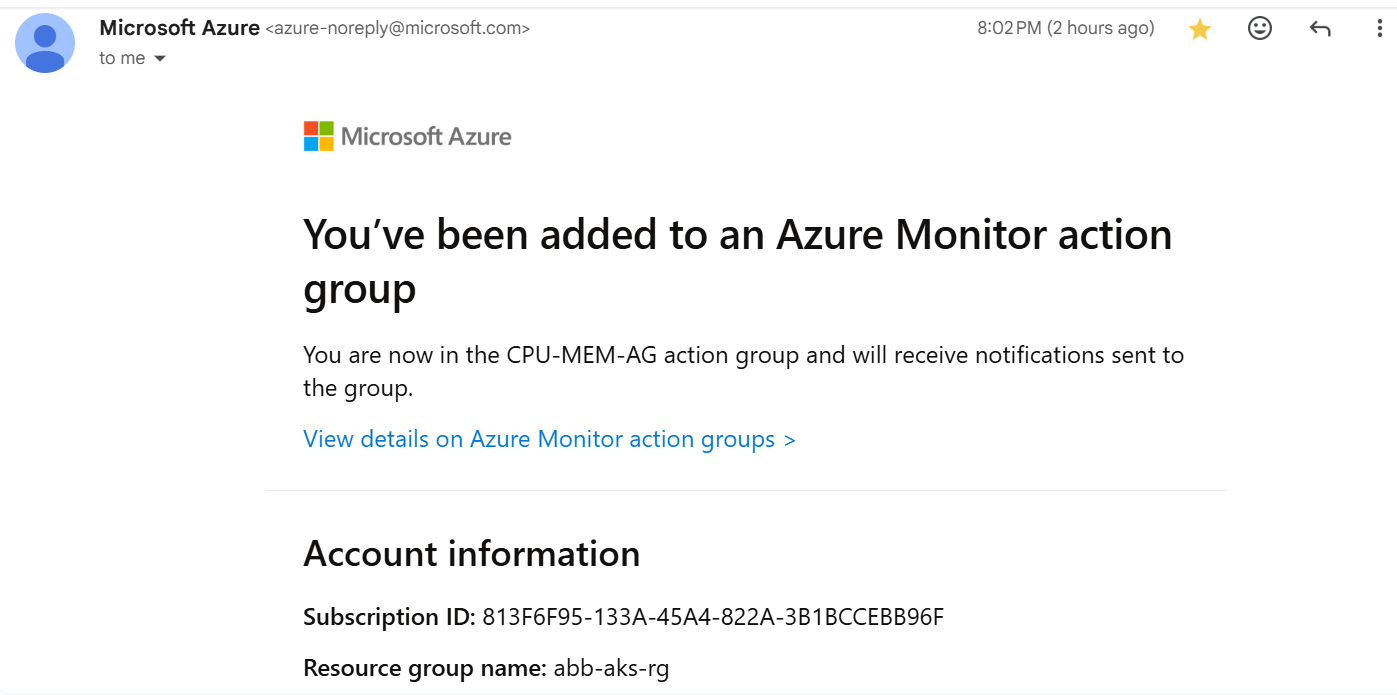 Microsoft Azure <azure-noreply@microsoft.com>
8:02 PM (2 hours ago)
to me
Microsoft Azure
You’ve been added to an Azure Monitor action
group
You are now in the CPU-MEM-AG action group and will receive notifications sent to
the group.
View details on Azure Monitor action groups >
Account information
Subscription ID: 813F6F95-133A-45A4-822A-3B1BCCEBB96F
Resource group name: abb-aks-rg